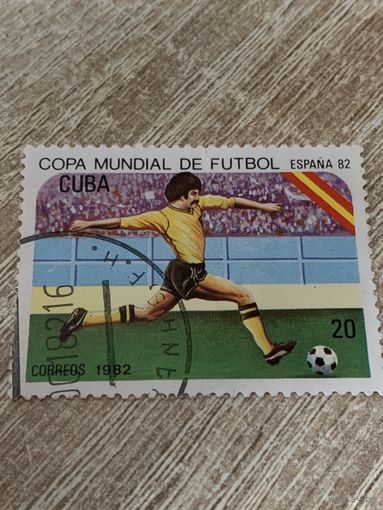 COPA MUNDIAL DE FUTBOL ESPAÑA 82
CUBA
20
CORREOS 1982